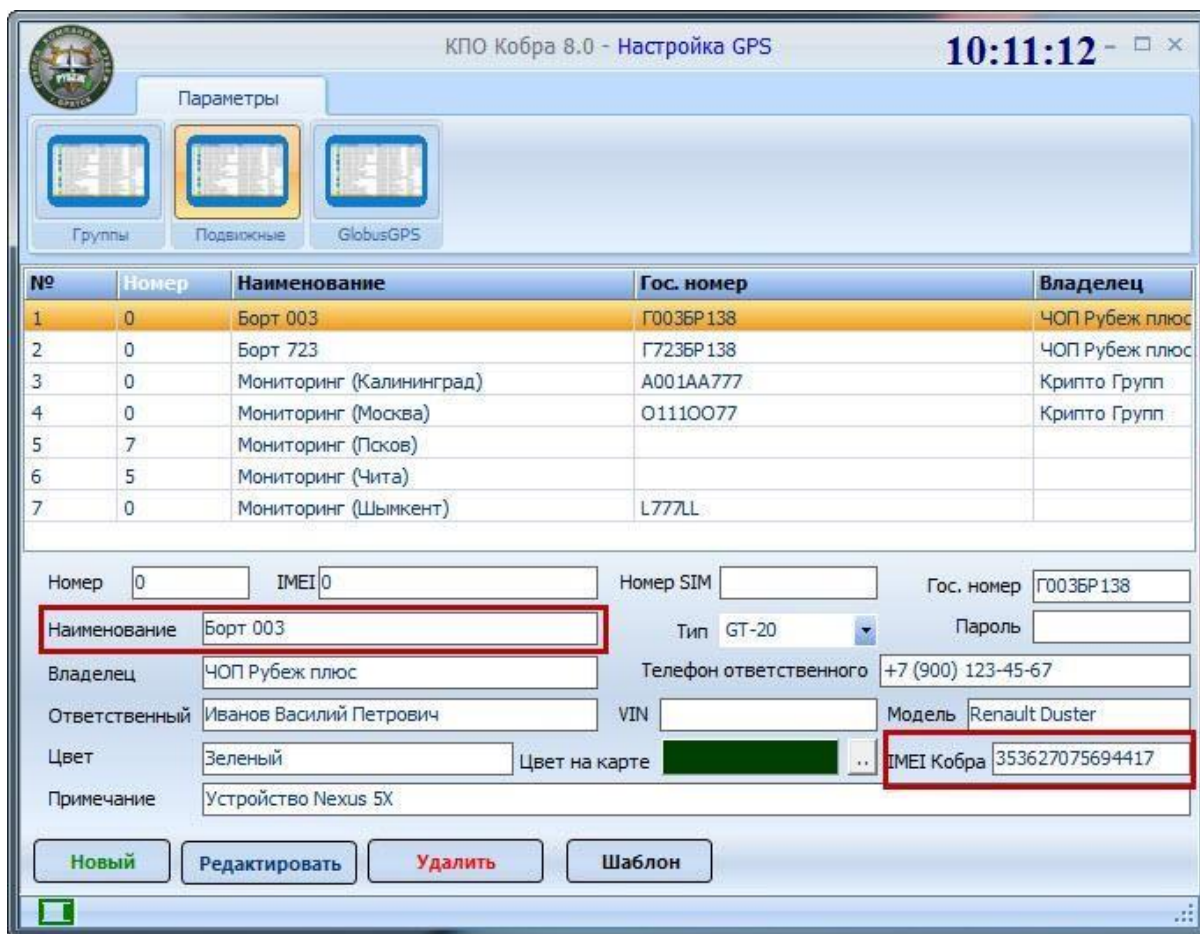 КПО Кобра 8.0 - Настройка GPS 10:11:12
ГРУППА КОМПАНИЙ РУБЕЖ
РУБЕЖ
Г. БРАТСК
Параметры
Группы Подвижные GlobusGPS
№ Номер Наименование Гос. номер Владелец
1 0 Борт 003 Г003БР138 ЧОП Рубеж плюс
2 0 Борт 723 Г723БР138 ЧОП Рубеж плюс
3 0 Мониторинг (Калининград) А001АА777 Крипто Групп
4 0 Мониторинг (Москва) О111ОО77 Крипто Групп
5 7 Мониторинг (Псков)
6 5 Мониторинг (Чита)
7 0 Мониторинг (Шымкент) L777LL
Номер 0 IMEI 0 Номер SIM Гос. номер Г003БР138
Наименование Борт 003 Тип GT-20 Пароль
Владелец ЧОП Рубеж плюс Телефон ответственного +7 (900) 123-45-67
Ответственный Иванов Василий Петрович VIN Модель Renault Duster
Цвет Зеленый Цвет на карте .. IMEI Кобра 353627075694417
Примечание Устройство Nexus 5X
Новый Редактировать Удалить Шаблон